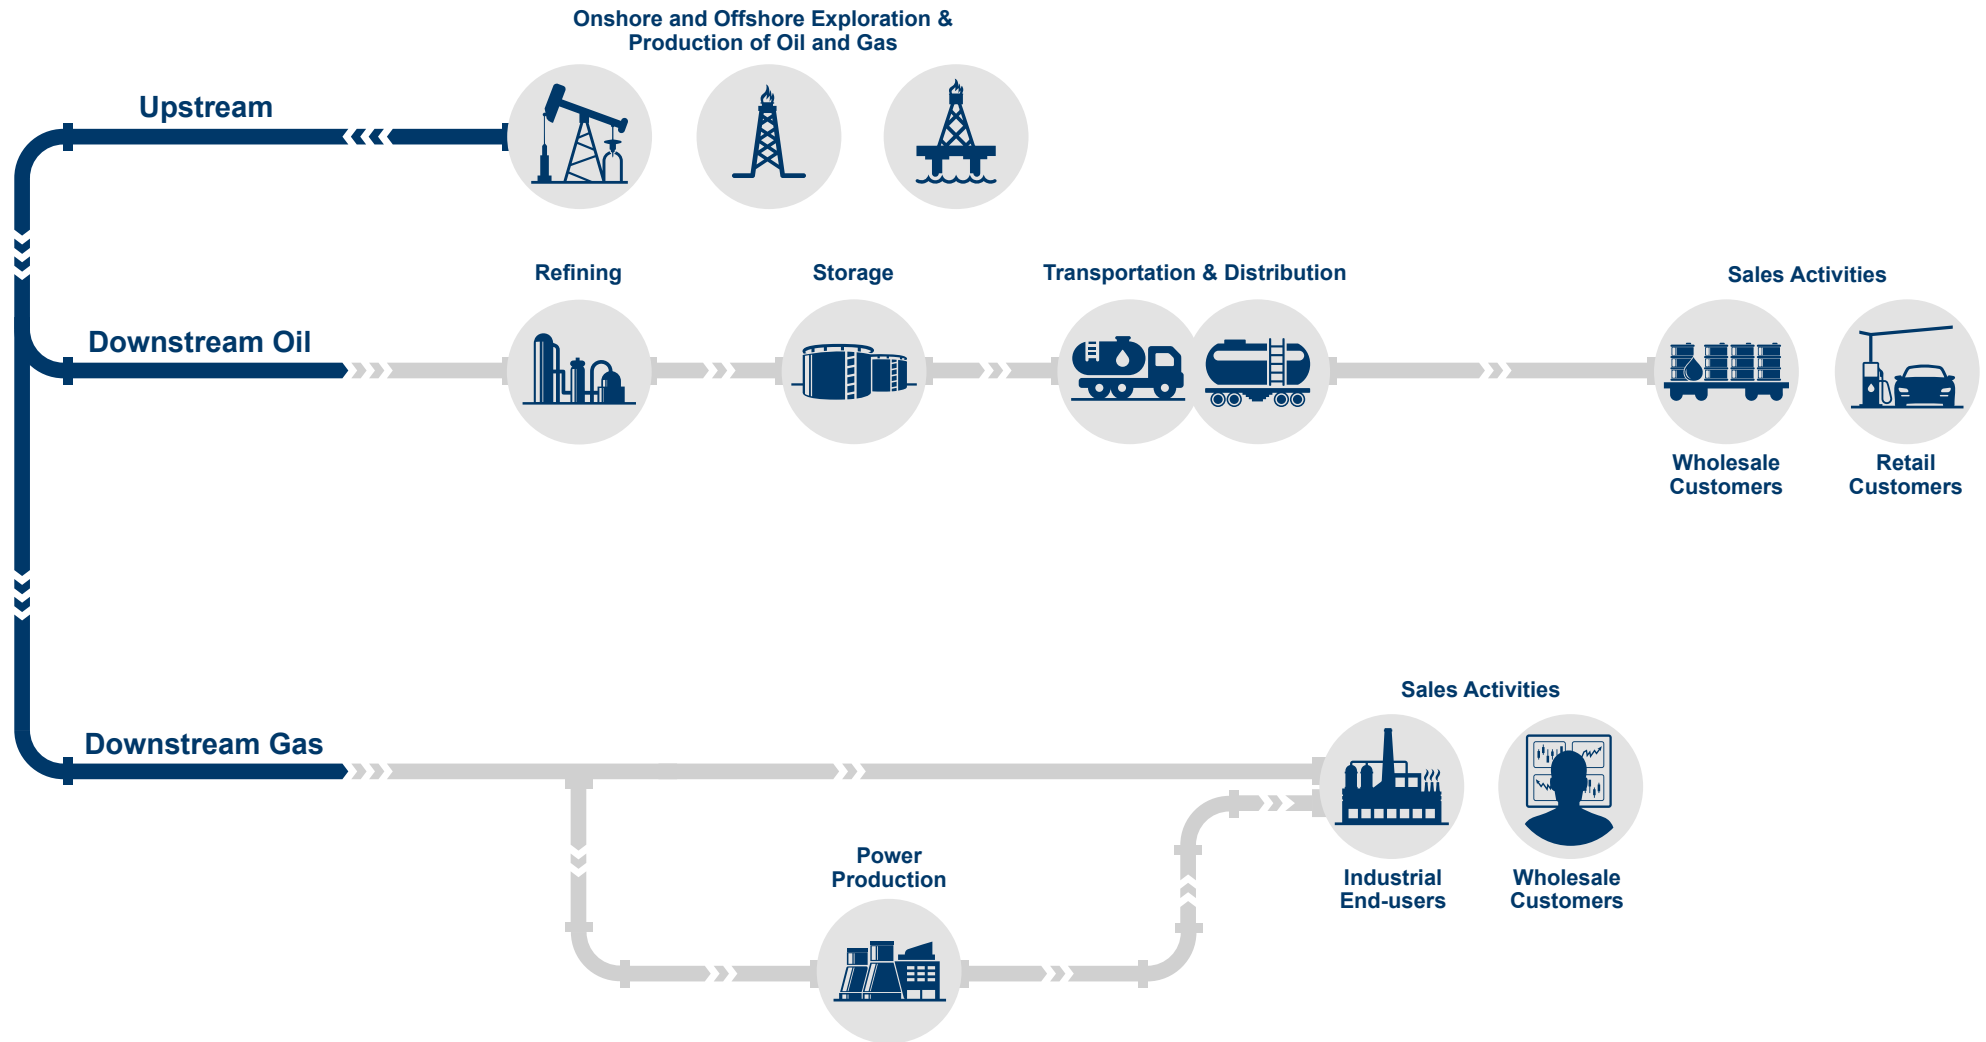 Onshore and Offshore Exploration &
Production of Oil and Gas
Upstream
Refining
Storage
Transportation & Distribution
Sales Activities
Downstream Oil
Wholesale
Customers
Retail
Customers
Sales Activities
Downstream Gas
Power
Production
Industrial
End-users
Wholesale
Customers